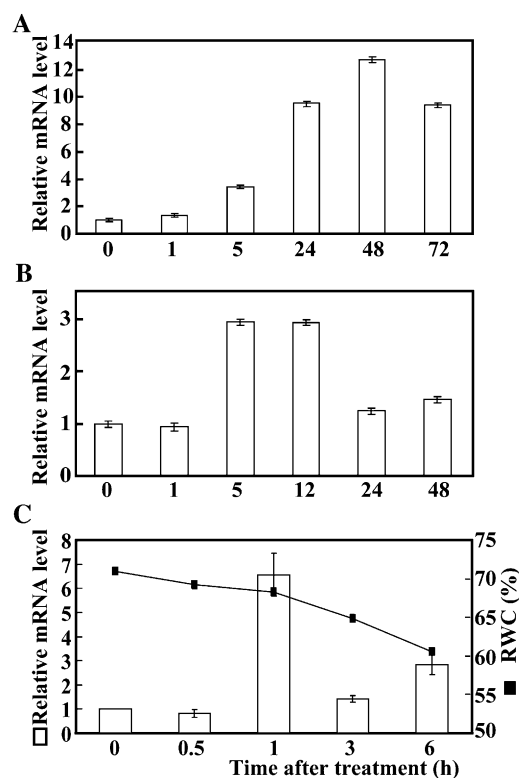 A
Relative mRNA level
14
12
10
8
6
4
2
0
0 1 5 24 48 72
B
Relative mRNA level
3
2
1
0
0 1 5 12 24 48
C
Relative mRNA level
8
7
6
5
4
3
2
1
0
75
70
65
60
55
50
RWC (%)
0 0.5 1 3 6
Time after treatment (h)